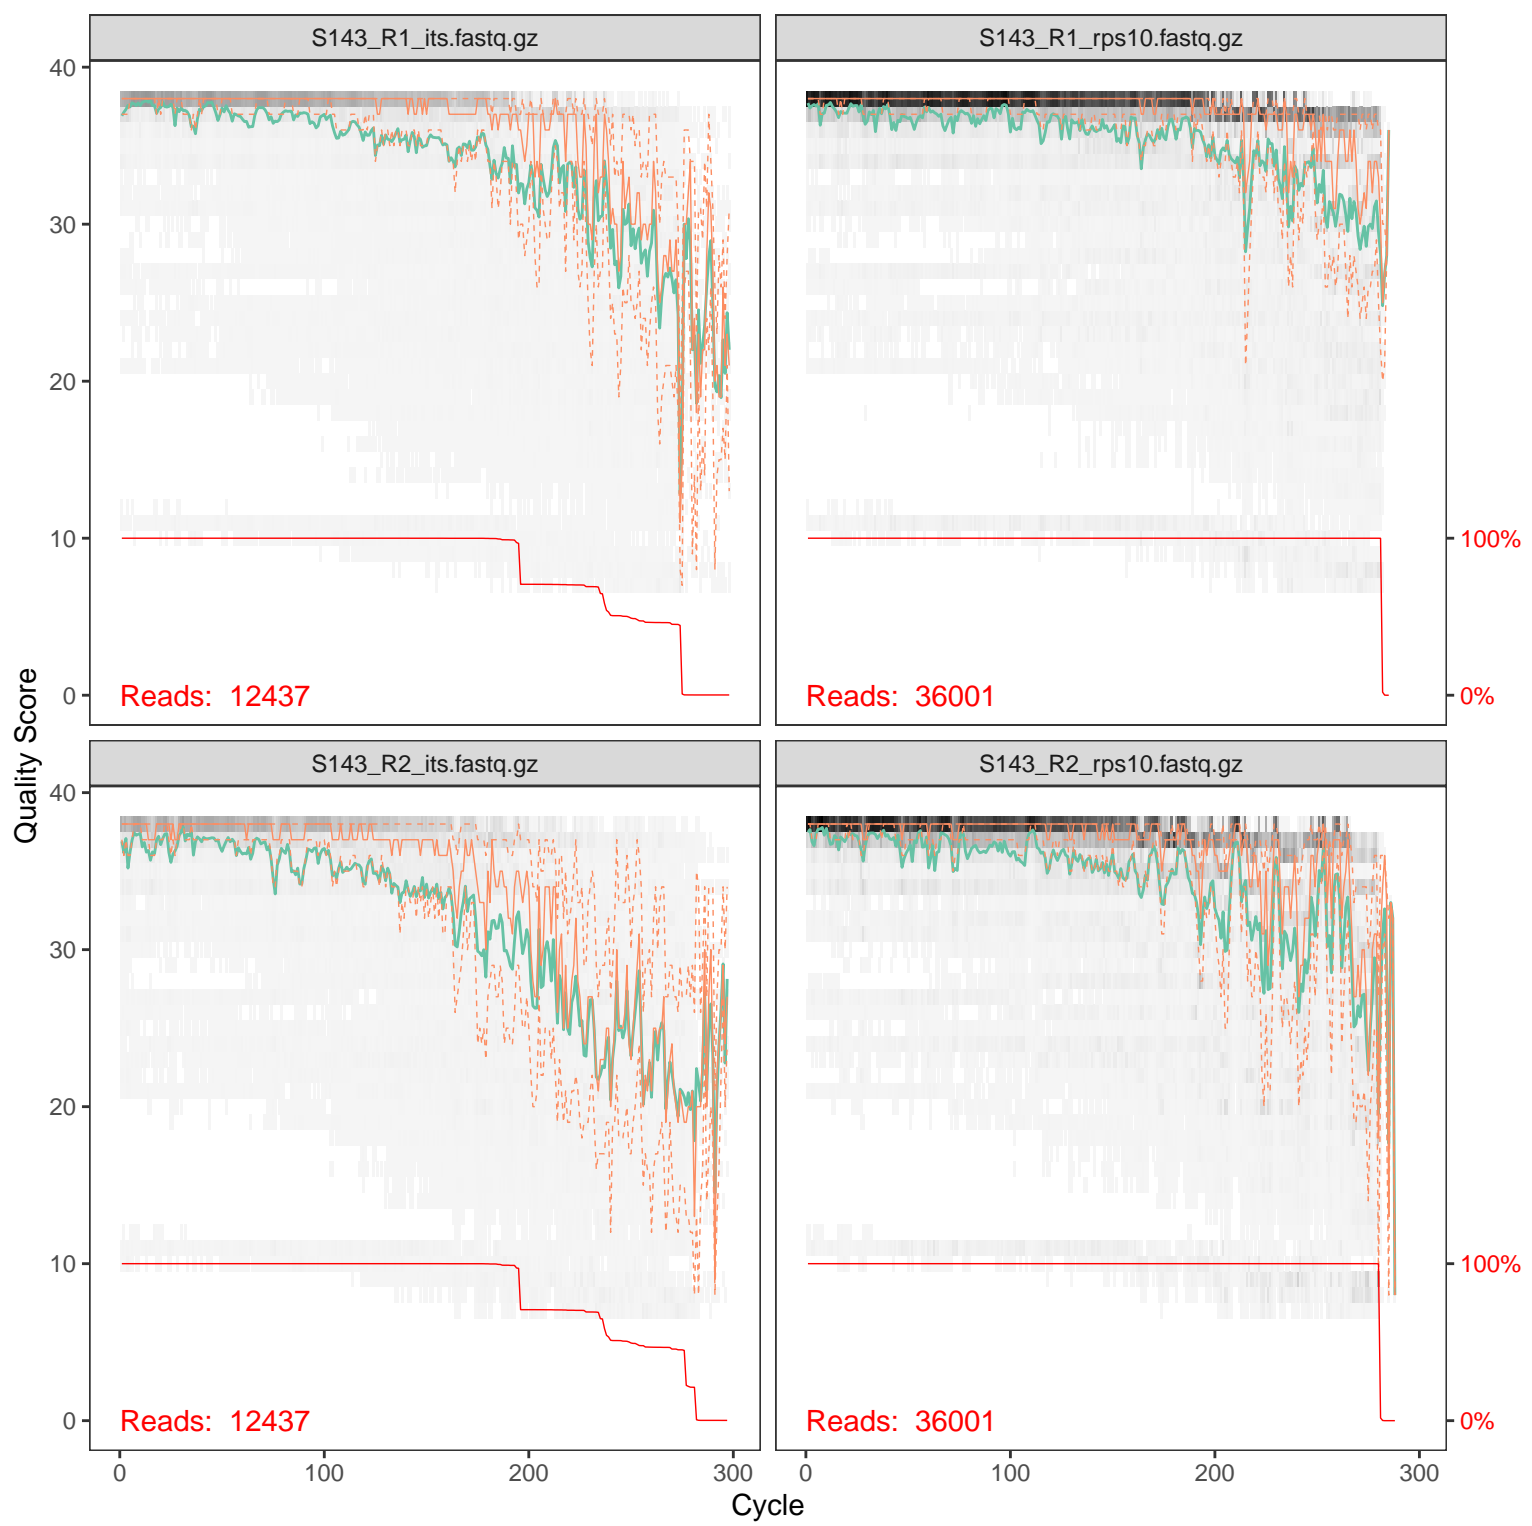 S143_R1_its.fastq.gz
S143_R1_rps10.fastq.gz
40
30
20
10
0
Reads: 12437
Reads: 36001
100%
0%
Quality Score
S143_R2_its.fastq.gz
S143_R2_rps10.fastq.gz
40
30
20
10
0
Reads: 12437
Reads: 36001
100%
0%
0 100 200 300 0 100 200 300
Cycle